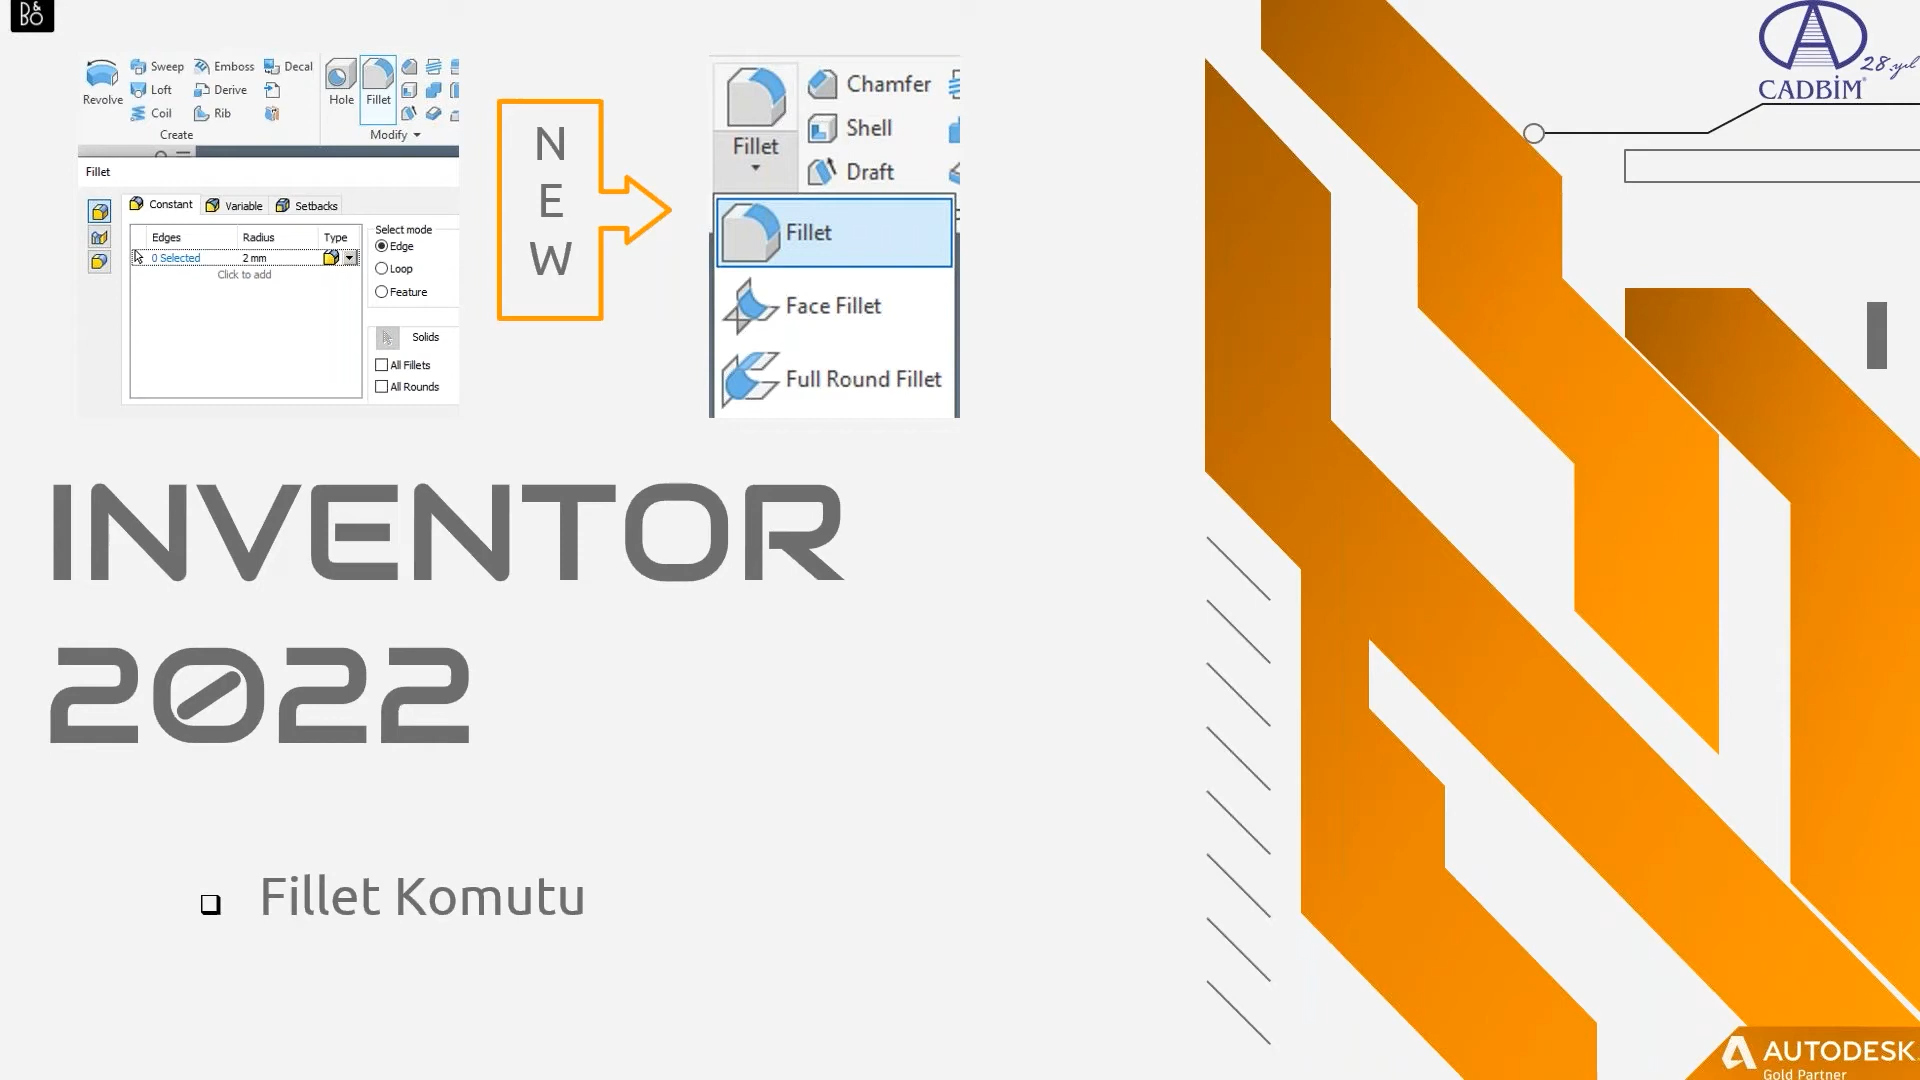 B&O
Revolve
Sweep
Loft
Coil
Emboss
Derive
Rib
Decal
Create
Hole
Fillet
Modify
Fillet
Constant
Variable
Setbacks
Edges Radius Type
0 Selected 2 mm
Click to add
Select mode
Edge
Loop
Feature
Solids
All Fillets
All Rounds
N
E
W
Fillet
Chamfer
Shell
Draft
Fillet
Face Fillet
Full Round Fillet
CADBİM
28.yıl
INVENTOR
2022
Fillet Komutu
AUTODESK
Gold Partner